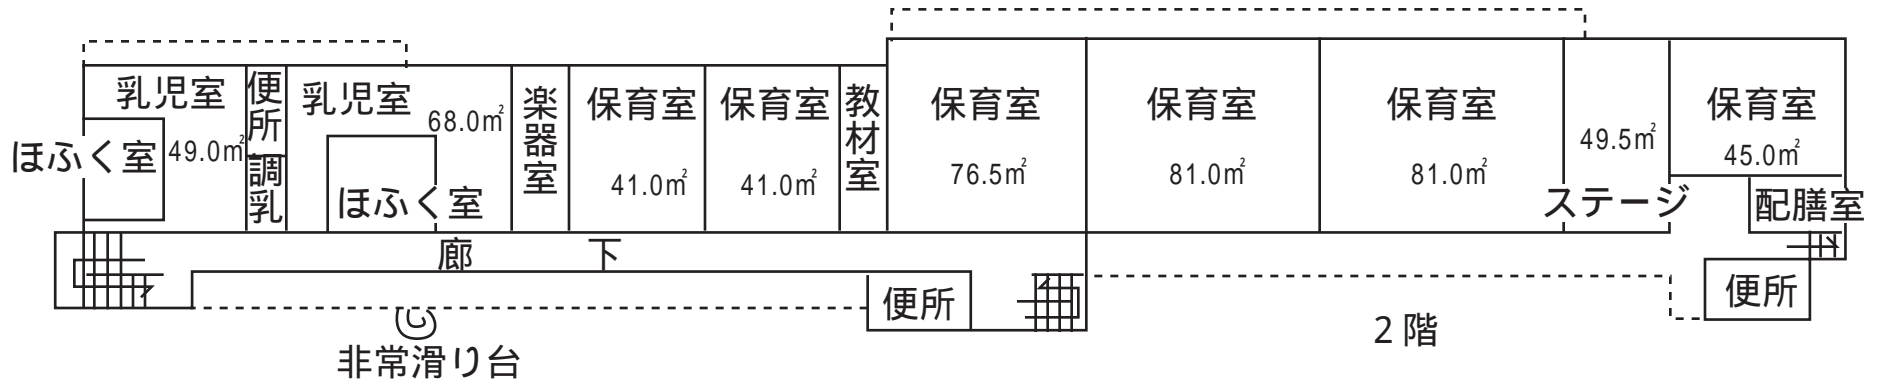 乳児室
49.0㎡
ほふく室
便所
調乳
乳児室
68.0㎡
ほふく室
楽器室
保育室
41.0㎡
保育室
41.0㎡
教材室
保育室
76.5㎡
保育室
81.0㎡
保育室
81.0㎡
49.5㎡
ステージ
保育室
45.0㎡
配膳室
廊下
便所
便所
2階
非常滑り台